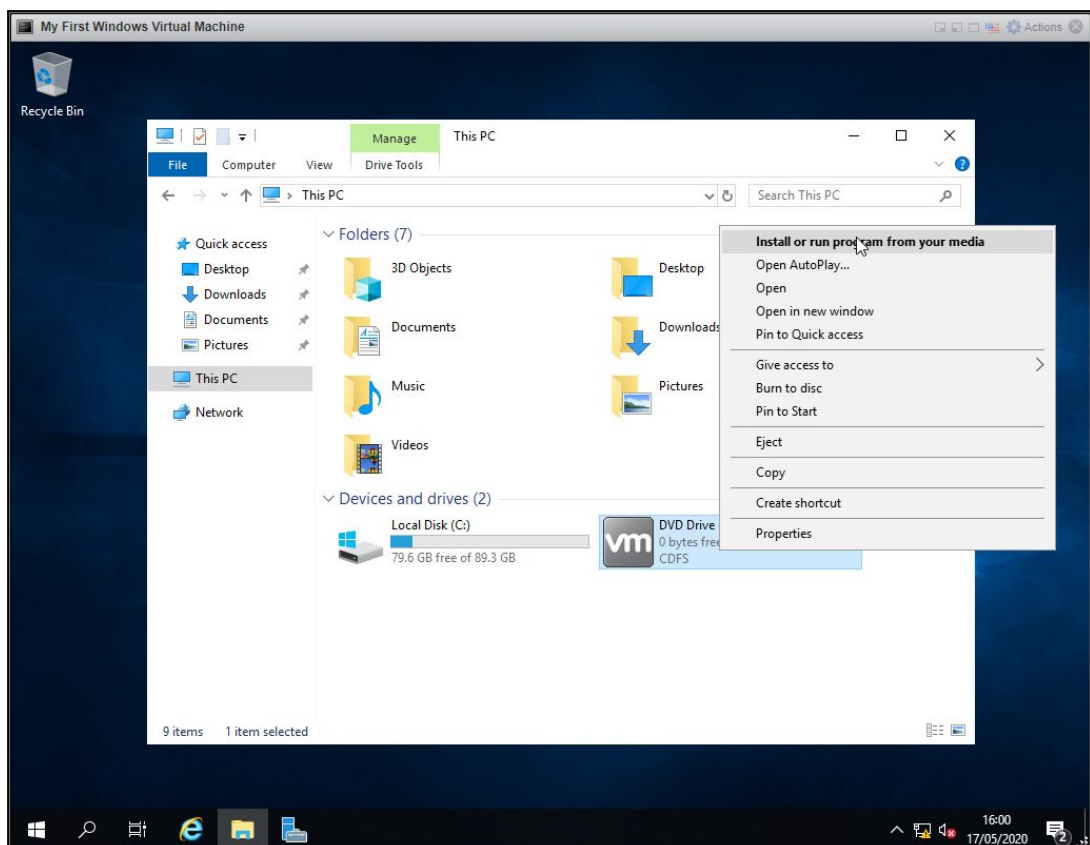 My First Windows Virtual Machine
Actions
Recycle Bin
Manage
This PC
File
Computer
View
Drive Tools
This PC
Search This PC
Quick access
Desktop
Downloads
Documents
Pictures
This PC
Network
Folders (7)
3D Objects
Desktop
Documents
Downloads
Music
Pictures
Videos
Devices and drives (2)
Local Disk (C:)
79.6 GB free of 89.3 GB
vm
DVD Drive
0 bytes free
CDFS
Install or run program from your media
Open AutoPlay...
Open
Open in new window
Pin to Quick access
Give access to
Burn to disc
Pin to Start
Eject
Copy
Create shortcut
Properties
9 items
1 item selected
16:00
17/05/2020
2